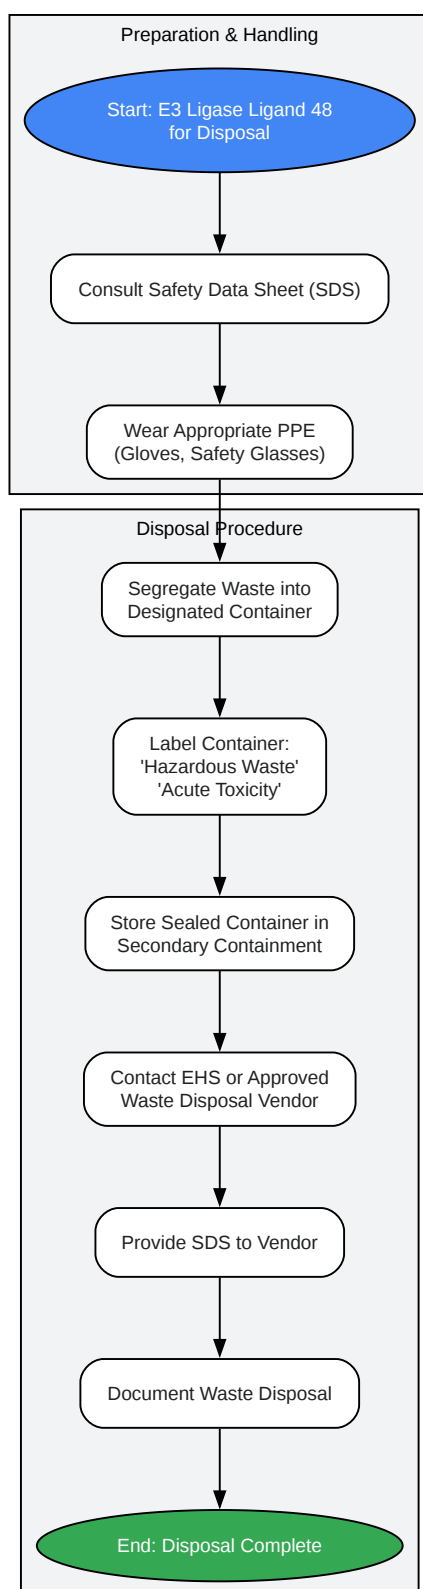 Preparation & Handling
Start: E3 Ligase Ligand 48
for Disposal
Consult Safety Data Sheet (SDS)
Wear Appropriate PPE
(Gloves, Safety Glasses)
Disposal Procedure
Segregate Waste into
Designated Container
Label Container:
'Hazardous Waste'
'Acute Toxicity'
Store Sealed Container in
Secondary Containment
Contact EHS or Approved
Waste Disposal Vendor
Provide SDS to Vendor
Document Waste Disposal
End: Disposal Complete